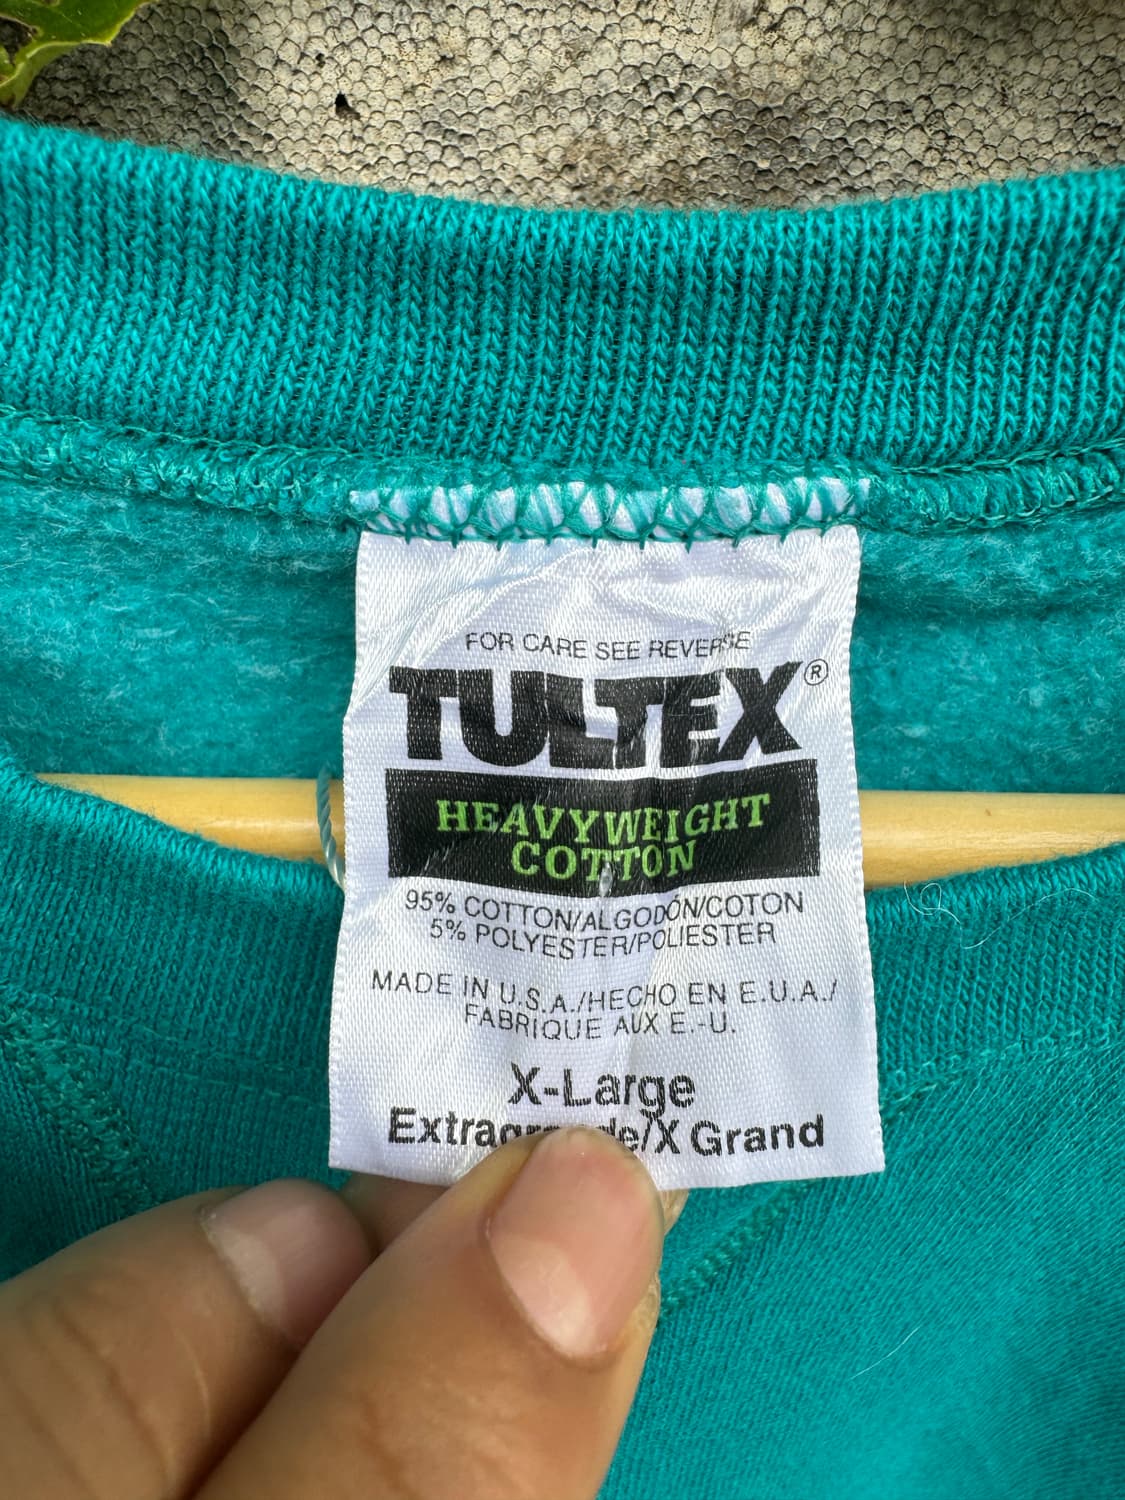 FOR CARE SEE REVERSE
TULTEX®
HEAVYWEIGHT
COTTON
95% COTTON/ALGODÓN/COTON
5% POLYESTER/POLIESTER
MADE IN U.S.A./HECHO EN E.U.A./
FABRIQUE AUX E.-U.
X-Large
X Grand